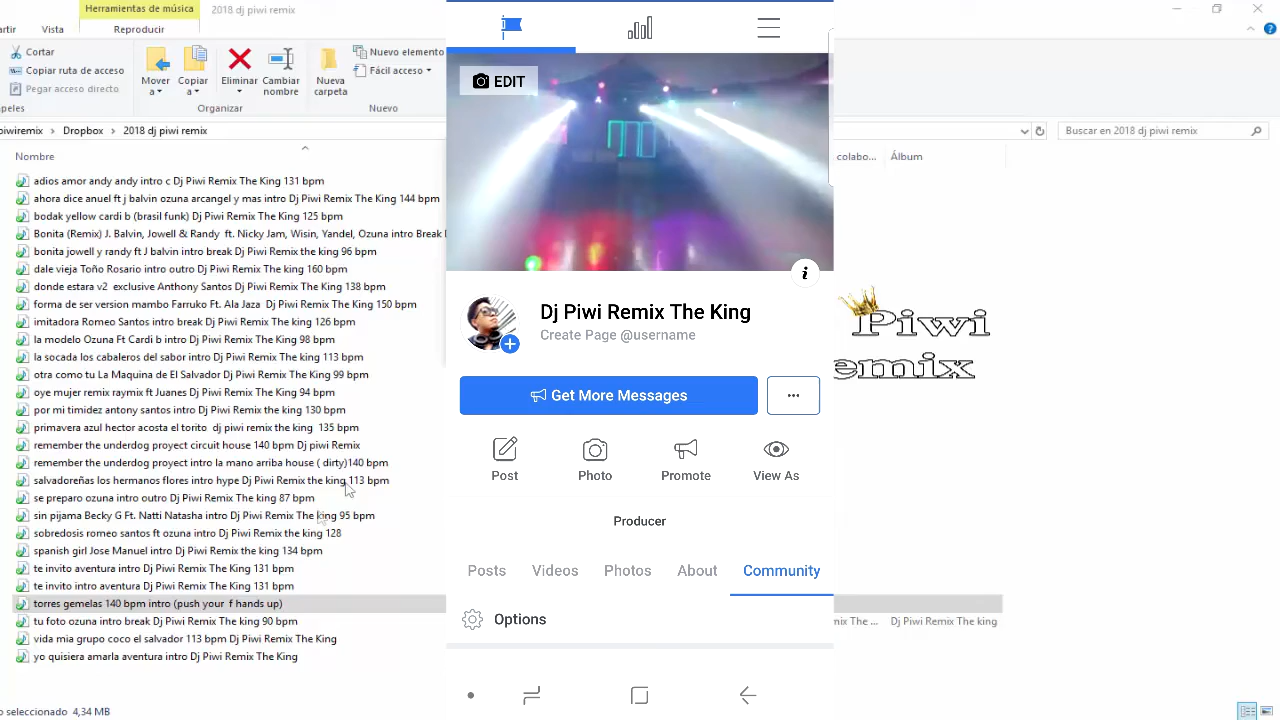 Herramientas de música
2018 dj piwi remix
Vista
Reproducir
Cortar
Copiar ruta de acceso
Pegar acceso directo
Mover a
Copiar a
Eliminar
Cambiar nombre
Nueva carpeta
Nuevo elemento
Fácil acceso
Organizar
Nuevo
piwiremix > Dropbox > 2018 dj piwi remix
Buscar en 2018 dj piwi remix
Nombre
colabo...
Álbum
adios amor andy andy intro c Dj Piwi Remix The King 131 bpm
ahora dice anuel ft j balvin ozuna arcangel y mas intro Dj Piwi Remix The King 144 bpm
bodak yellow cardi b (brasil funk) Dj Piwi Remix The King 125 bpm
Bonita (Remix) J. Balvin, Jowell & Randy ft. Nicky Jam, Wisin, Yandel, Ozuna intro Break
bonita jowell y randy ft J balvin intro break Dj Piwi Remix the king 96 bpm
dale vieja Toño Rosario intro outro Dj Piwi Remix The king 160 bpm
donde estara v2 exclusive Anthony Santos Dj Piwi Remix The King 138 bpm
forma de ser version mambo Farruko Ft. Ala Jaza Dj Piwi Remix The King 150 bpm
imitadora Romeo Santos intro break Dj Piwi Remix The King 126 bpm
la modelo Ozuna Ft Cardi b intro Dj Piwi Remix The King 98 bpm
la socada los cabaleros del sabor intro Dj Piwi Remix The king 113 bpm
otra como tu La Maquina de El Salvador Dj Piwi Remix The King 99 bpm
oye mujer remix raymix ft Juanes Dj Piwi Remix The King 94 bpm
por mi timidez antony santos intro Dj Piwi Remix the king 130 bpm
primavera azul hector acosta el torito dj piwi remix the king 135 bpm
remember the underdog proyect circuit house 140 bpm Dj Piwi Remix
remember the underdog proyect intro la mano arriba house ( dirty)140 bpm
salvadoreñas los hermanos flores intro hype Dj Piwi Remix the king 113 bpm
se preparo ozuna intro outro Dj Piwi Remix The king 87 bpm
sin pijama Becky G Ft. Natti Natasha intro Dj Piwi Remix The king 95 bpm
sobredosis romeo santos ft ozuna intro Dj Piwi Remix the king 128
spanish girl Jose Manuel intro Dj Piwi Remix the king 134 bpm
te invito aventura intro Dj Piwi Remix The King 131 bpm
te invito intro aventura Dj Piwi Remix The King 131 bpm
torres gemelas 140 bpm intro (push your f hands up)
tu foto ozuna intro break Dj Piwi Remix The king 90 bpm
vida mia grupo coco el salvador 113 bpm Dj Piwi Remix The King
yo quisiera amarla aventura intro Dj Piwi Remix The King
seleccionado 4,34 MB
EDIT
Dj Piwi Remix The King
Create Page @username
Get More Messages
Post
Photo
Promote
View As
Producer
Posts
Videos
Photos
About
Community
Options
Piwi
emix
mix The ...
Dj Piwi Remix The king